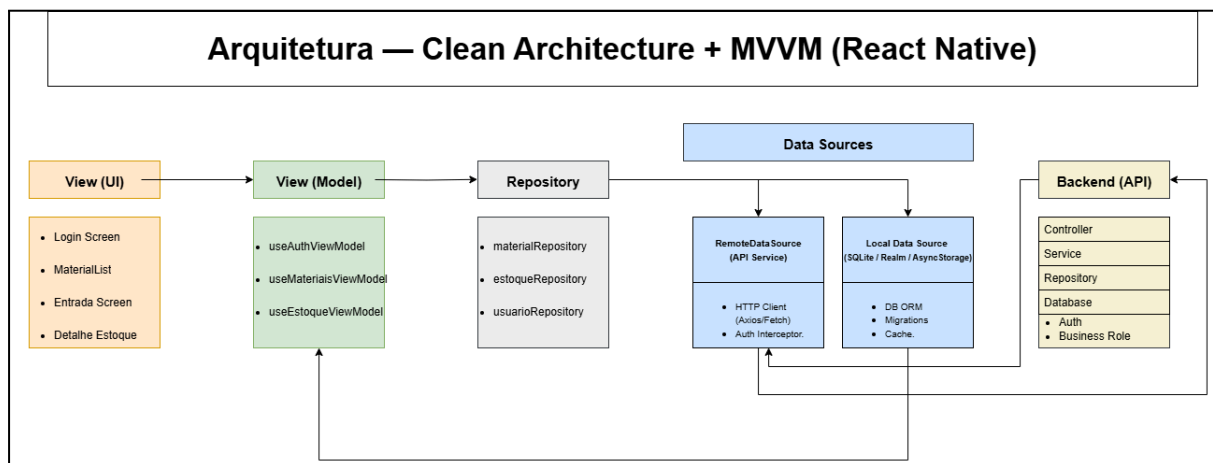 Arquitetura — Clean Architecture + MVVM (React Native)
Data Sources
View (UI)
View (Model)
Repository
Backend (API)
Login Screen
MaterialList
Entrada Screen
Detalhe Estoque
useAuthViewModel
useMateriaisViewModel
useEstoqueViewModel
materialRepository
estoqueRepository
usuarioRepository
RemoteDataSource
(API Service)
HTTP Client
(Axios/Fetch)
Auth Interceptor.
Local Data Source
(SQLite / Realm / AsyncStorage)
DB ORM
Migrations
Cache.
Controller
Service
Repository
Database
Auth
Business Role